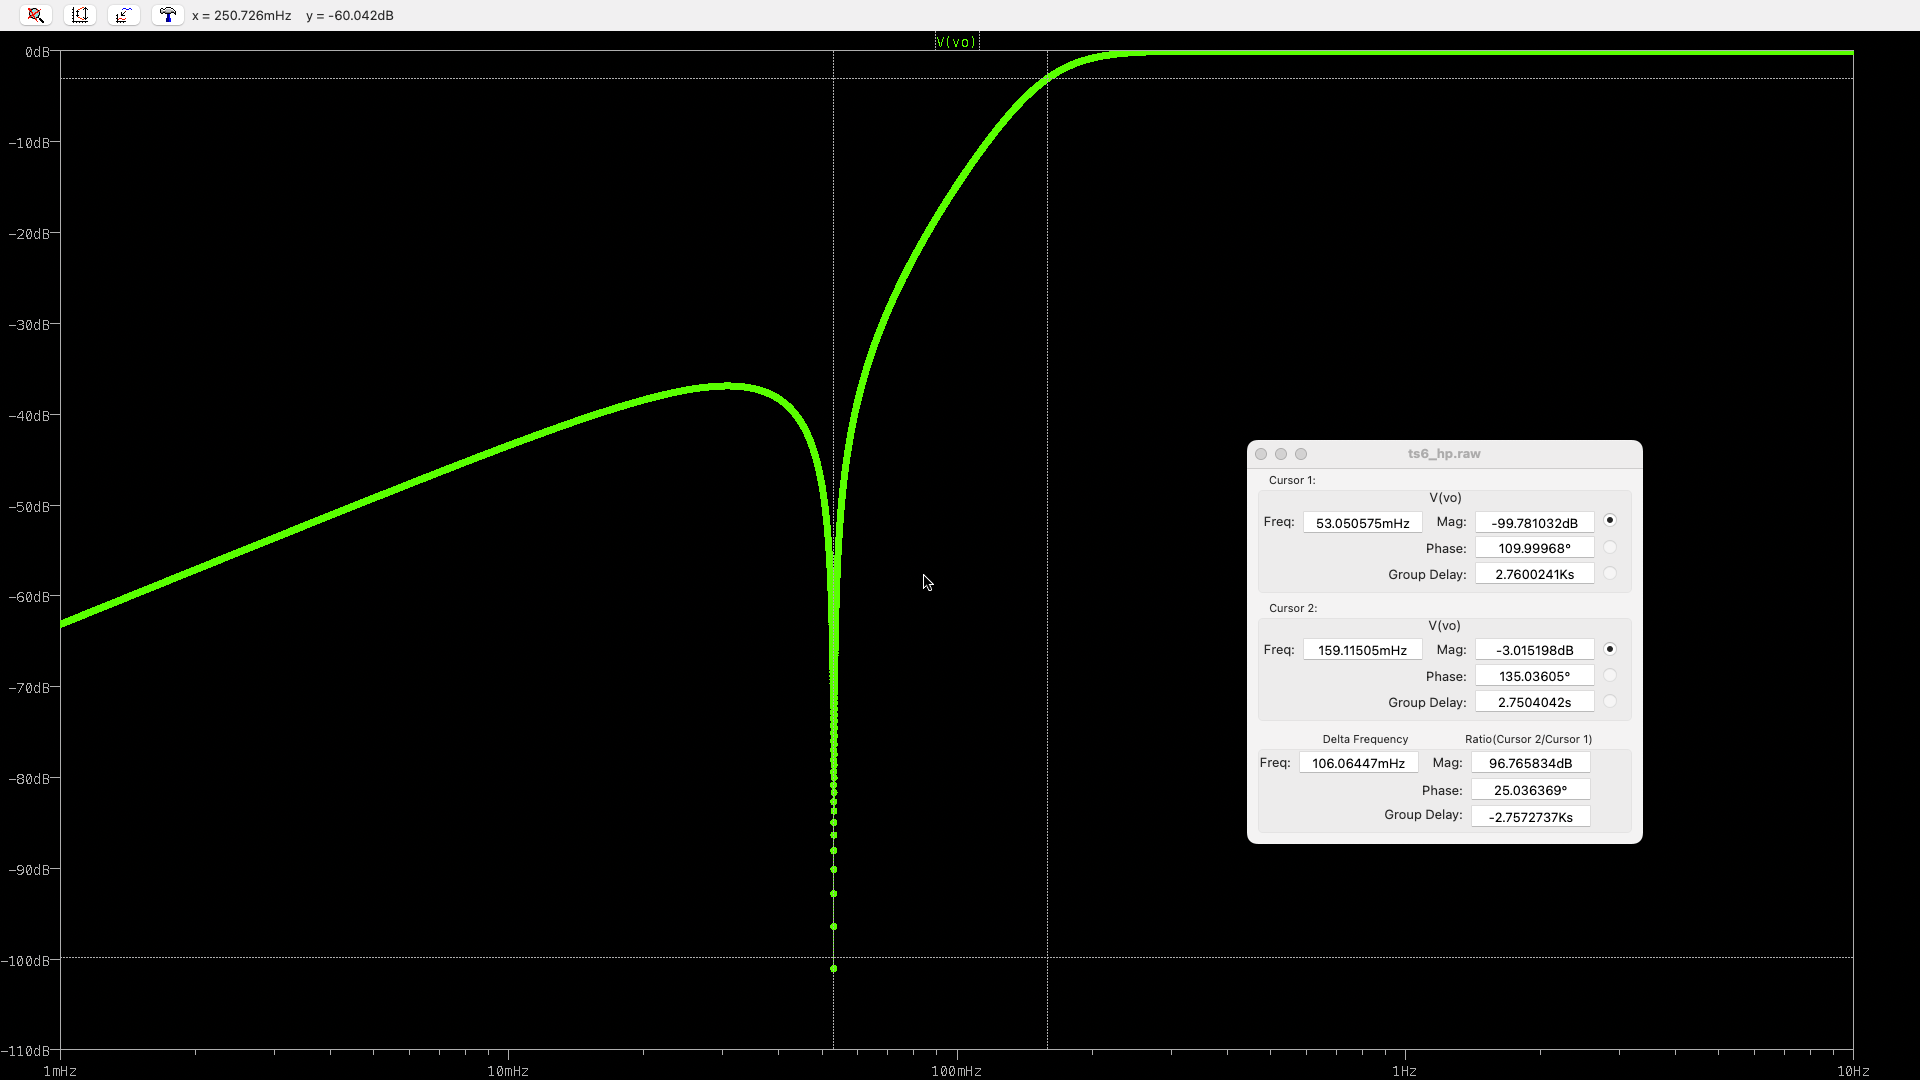 x = 250.726mHz y = -60.042dB
V(vo)
0dB
-10dB
-20dB
-30dB
-40dB
-50dB
-60dB
-70dB
-80dB
-90dB
-100dB
-110dB
1mHz 10mHz 100mHz 1Hz 10Hz
ts6_hp.raw
Cursor 1:
V(vo)
Freq: 53.050575mHz Mag: -99.781032dB
Phase: 109.99968°
Group Delay: 2.7600241Ks
Cursor 2:
V(vo)
Freq: 159.11505mHz Mag: -3.015198dB
Phase: 135.03605°
Group Delay: 2.7504042s
Delta Frequency Ratio(Cursor 2/Cursor 1)
Freq: 106.06447mHz Mag: 96.765834dB
Phase: 25.036369°
Group Delay: -2.7572737Ks